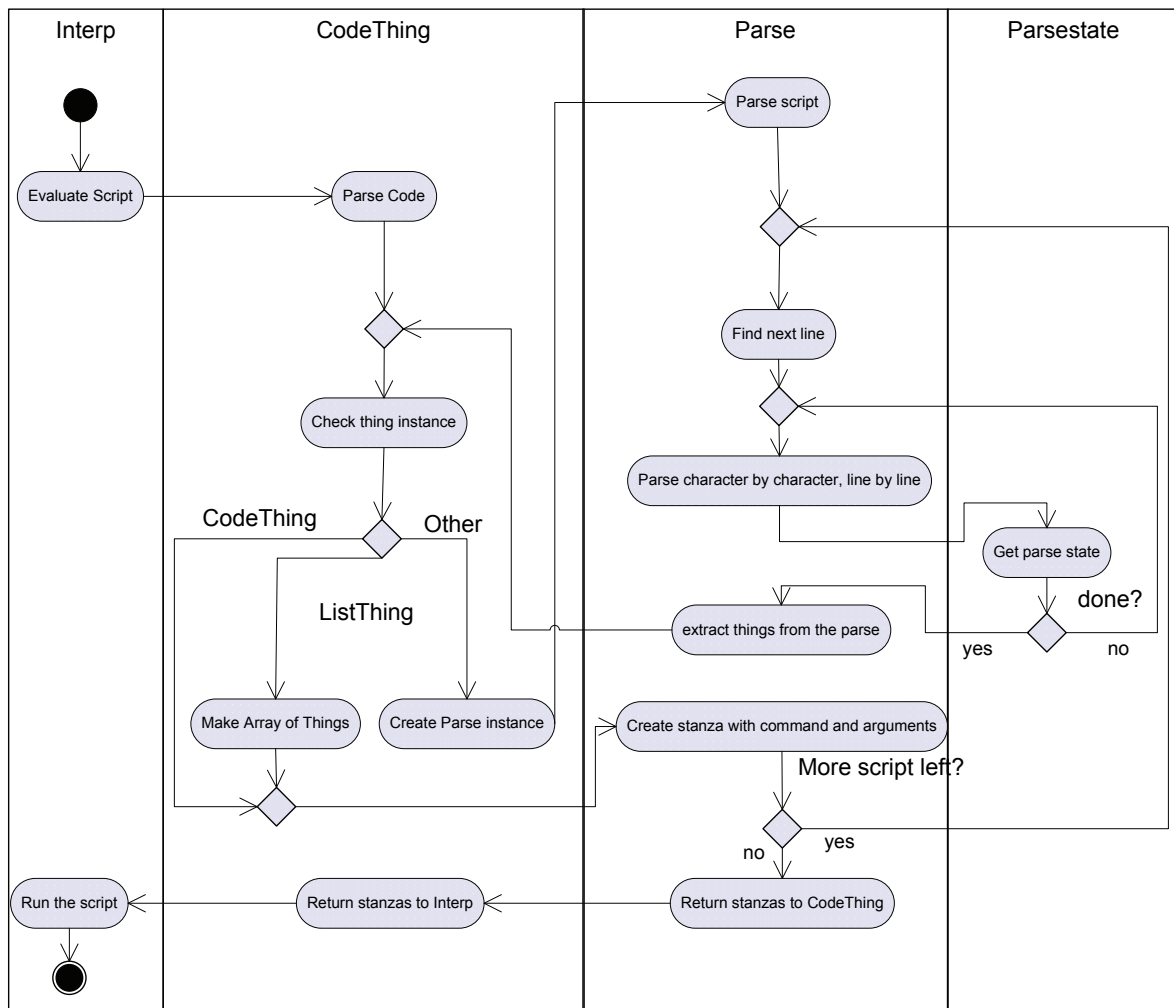 Interp
CodeThing
Parse
Parsestate
Parse script
Evaluate Script
Parse Code
Find next line
Check thing instance
Parse character by character, line by line
CodeThing
Other
Get parse state
ListThing
done?
extract things from the parse
yes
no
Make Array of Things
Create Parse instance
Create stanza with command and arguments
More script left?
no
yes
Run the script
Return stanzas to Interp
Return stanzas to CodeThing